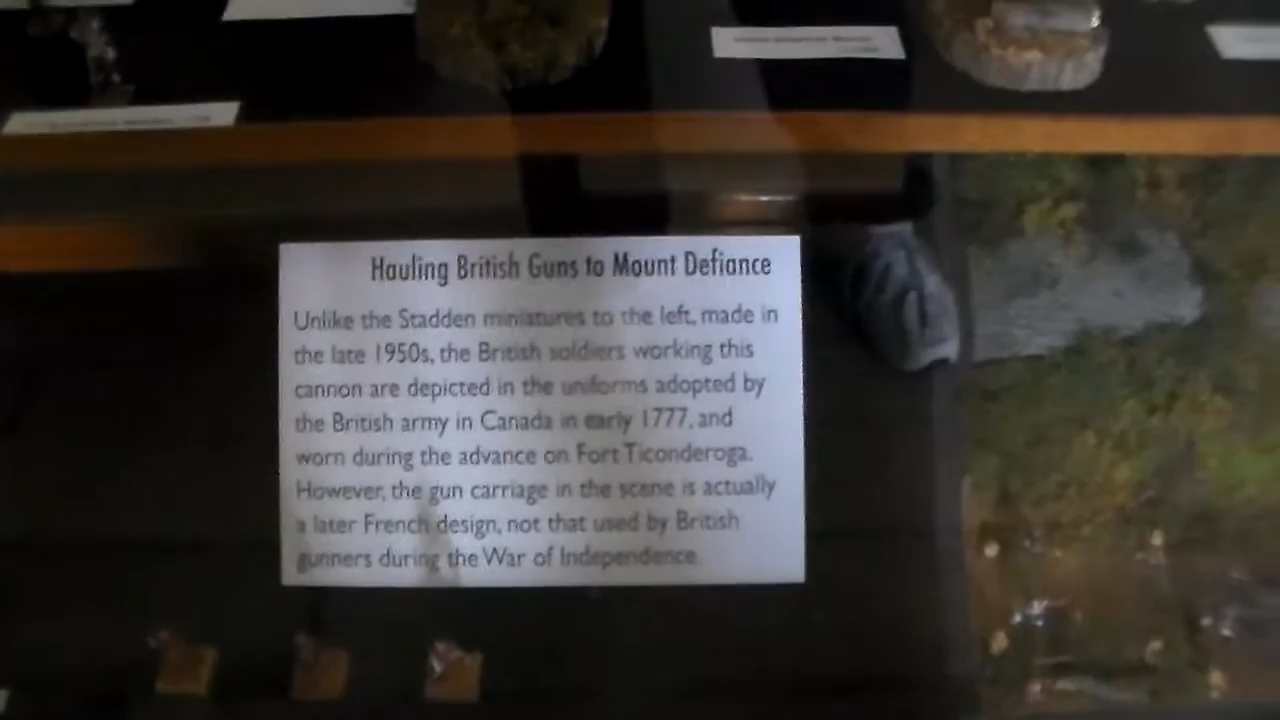 Hauling British Guns to Mount Defiance
Unlike the Stadden miniatures to the left, made in
the late 1950s, the British soldiers working this
cannon are depicted in the uniforms adopted by
the British army in Canada in early 1777, and
worn during the advance on Fort Ticonderoga.
However, the gun carriage in the scene is actually
a later French design, not that used by British
gunners during the War of Independence